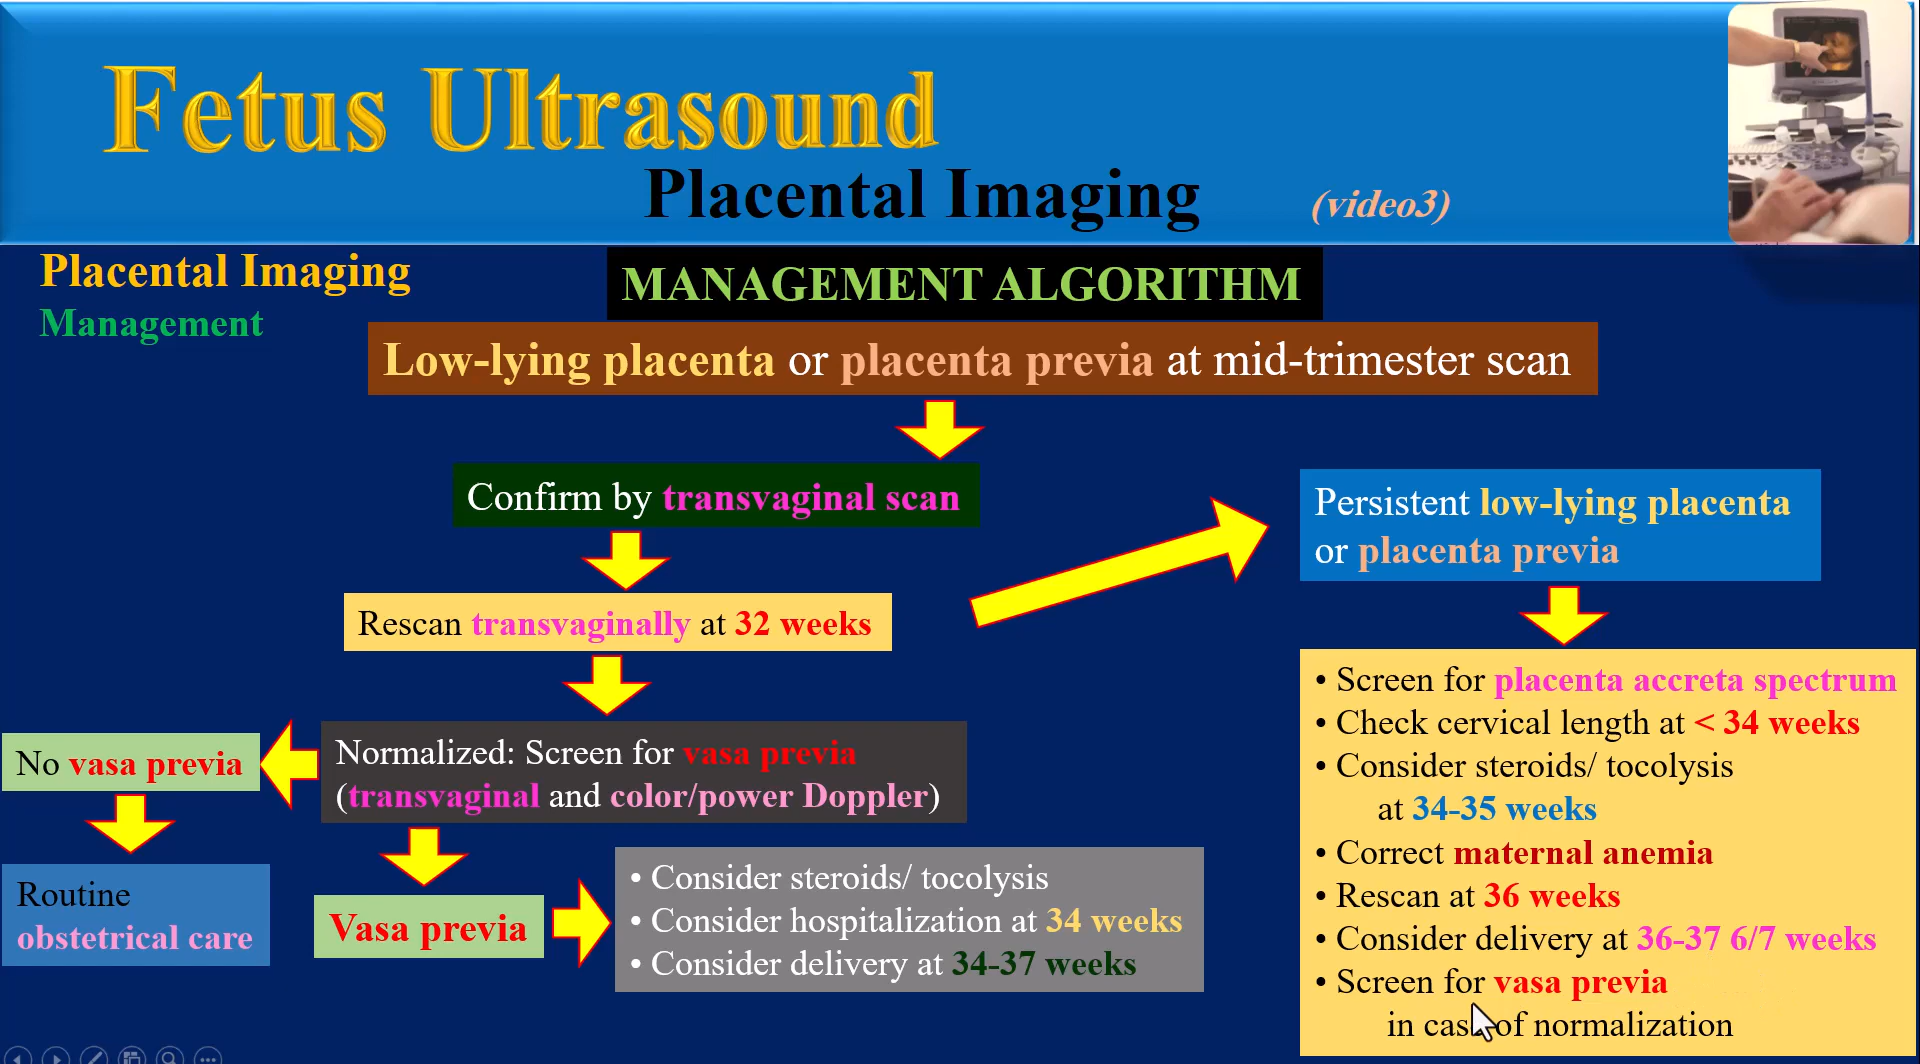 Fetus Ultrasound
Placental Imaging
(video3)
Placental Imaging
Management
MANAGEMENT ALGORITHM
Low-lying placenta or placenta previa at mid-trimester scan
Confirm by transvaginal scan
Rescan transvaginally at 32 weeks
Normalized: Screen for vasa previa
(transvaginal and color/power Doppler)
No vasa previa
Routine
obstetrical care
Vasa previa
• Consider steroids/ tocolysis
• Consider hospitalization at 34 weeks
• Consider delivery at 34-37 weeks
Persistent low-lying placenta
or placenta previa
• Screen for placenta accreta spectrum
• Check cervical length at < 34 weeks
• Consider steroids/ tocolysis
at 34-35 weeks
• Correct maternal anemia
• Rescan at 36 weeks
• Consider delivery at 36-37 6/7 weeks
• Screen for vasa previa
in case of normalization